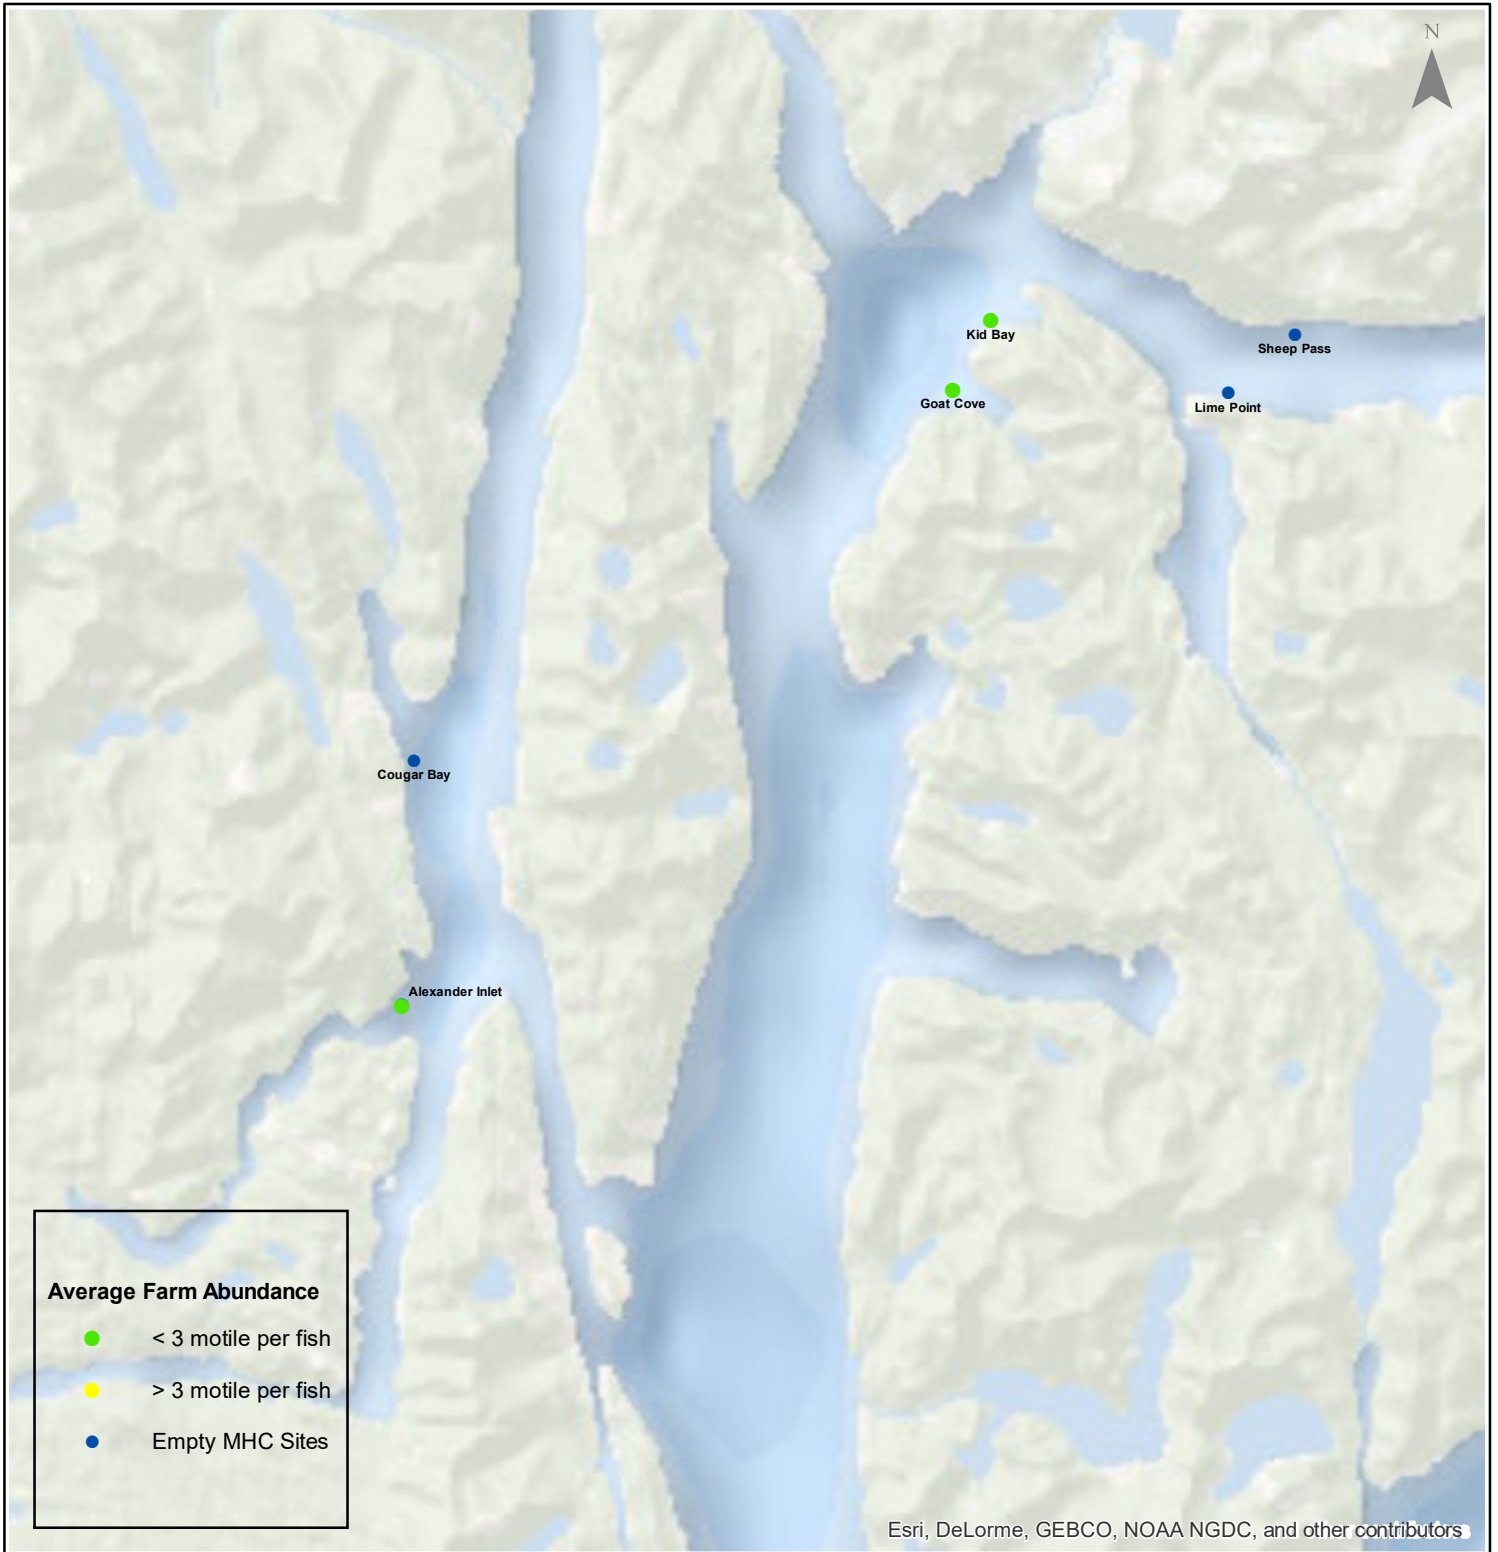 N
Kid Bay
Sheep Pass
Goat Cove
Lime Point
Cougar Bay
Alexander Inlet
Average Farm Abundance
< 3 motile per fish
> 3 motile per fish
Empty MHC Sites
Esri, DeLorme, GEBCO, NOAA NGDC, and other contributors